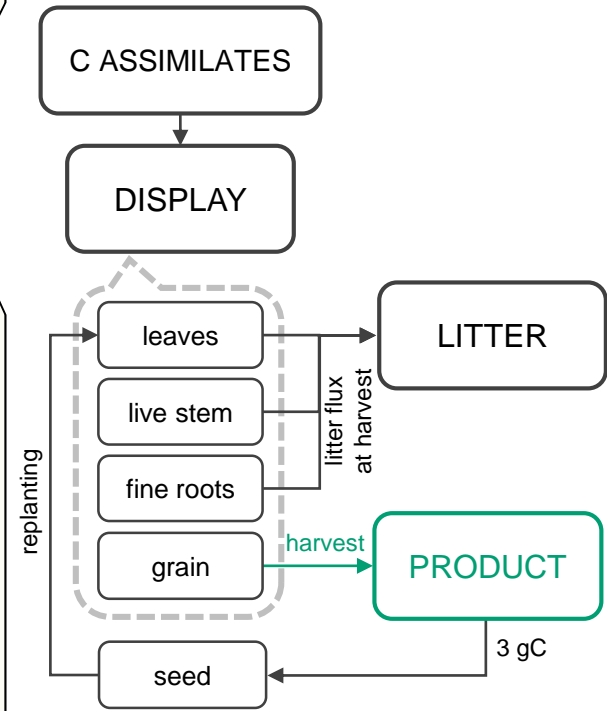 C ASSIMILATES
DISPLAY
leaves
live stem
fine roots
grain
seed
replanting
litter flux
at harvest
LITTER
harvest
PRODUCT
3 gC